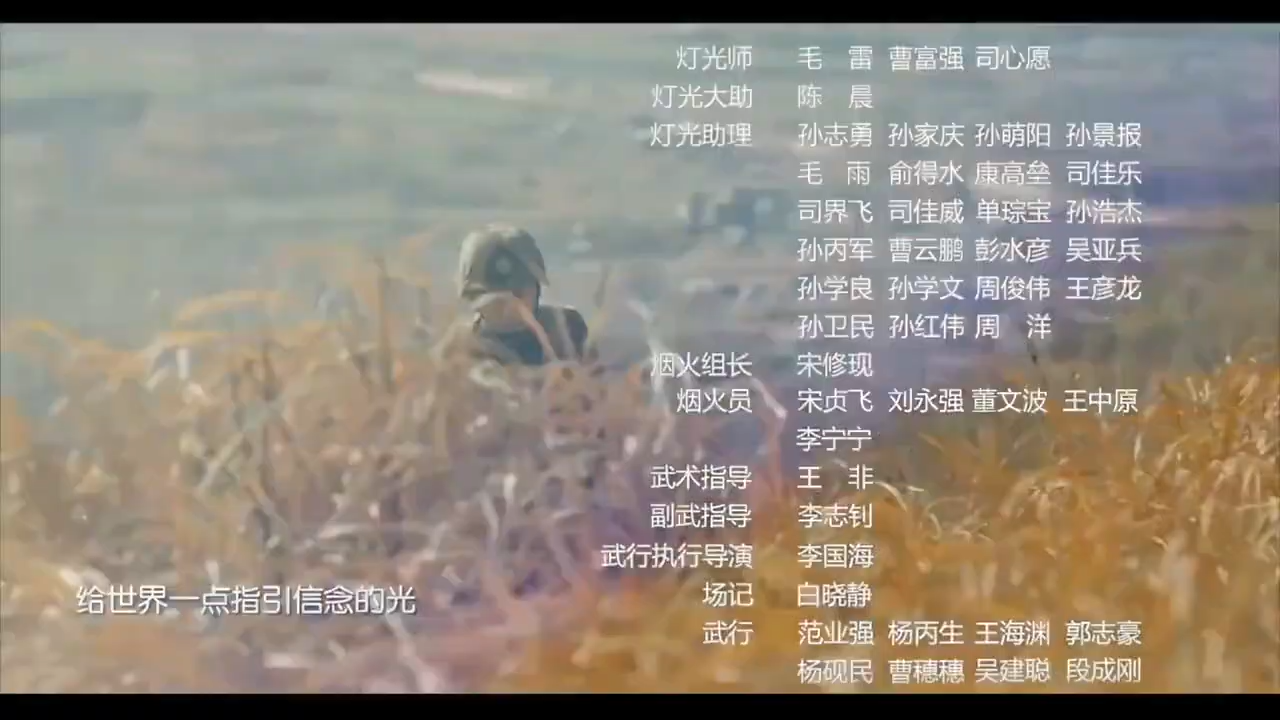 灯光师 毛 雷 曹富强 司心愿
灯光大助 陈 晨
灯光助理 孙志勇 孙家庆 孙萌阳 孙景报
毛 雨 俞得水 康高垒 司佳乐
司界飞 司佳威 单琮宝 孙浩杰
孙丙军 曹云鹏 彭水彦 吴亚兵
孙学良 孙学文 周俊伟 王彦龙
孙卫民 孙红伟 周 洋
烟火组长 宋修现
烟火员 宋贞飞 刘永强 董文波 王中原
李宁宁
武术指导 王 非
副武指导 李志钊
武行执行导演 李国海
场记 白晓静
武行 范业强 杨丙生 王海渊 郭志豪
杨砚民 曹穗穗 吴建聪 段成刚
给世界一点指引信念的光